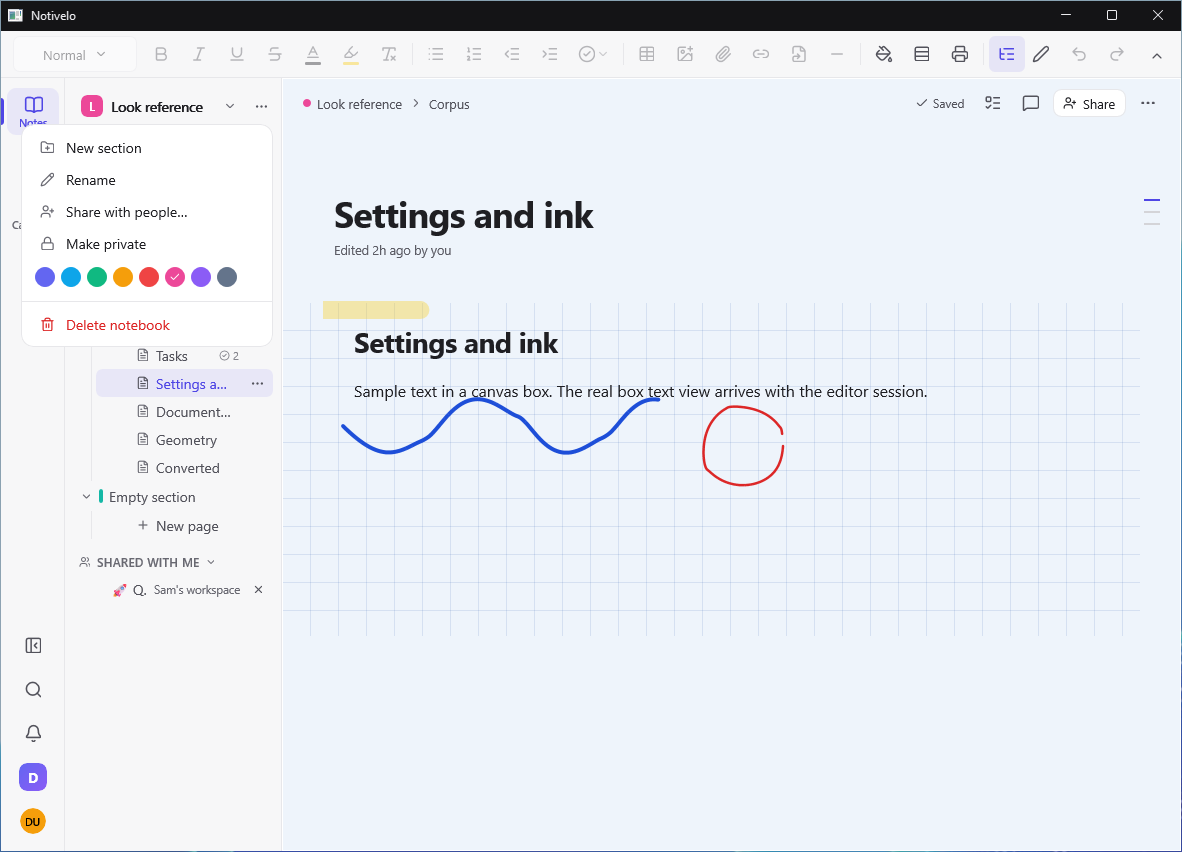 Notivelo
Normal
Notes
L Look reference
New section
Rename
Share with people...
Make private
Delete notebook
Tasks 2
Settings a...
Document...
Geometry
Converted
Empty section
New page
SHARED WITH ME
Q. Sam's workspace
D
DU
Look reference > Corpus
Saved
Share
Settings and ink
Edited 2h ago by you
Settings and ink
Sample text in a canvas box. The real box text view arrives with the editor session.